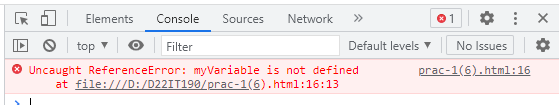 Elements Console Sources Network » 1
top Filter Default levels No Issues
Uncaught ReferenceError: myVariable is not defined prac-1(6).html:16
at file:///D:/D22IT190/prac-1(6).html:16:13